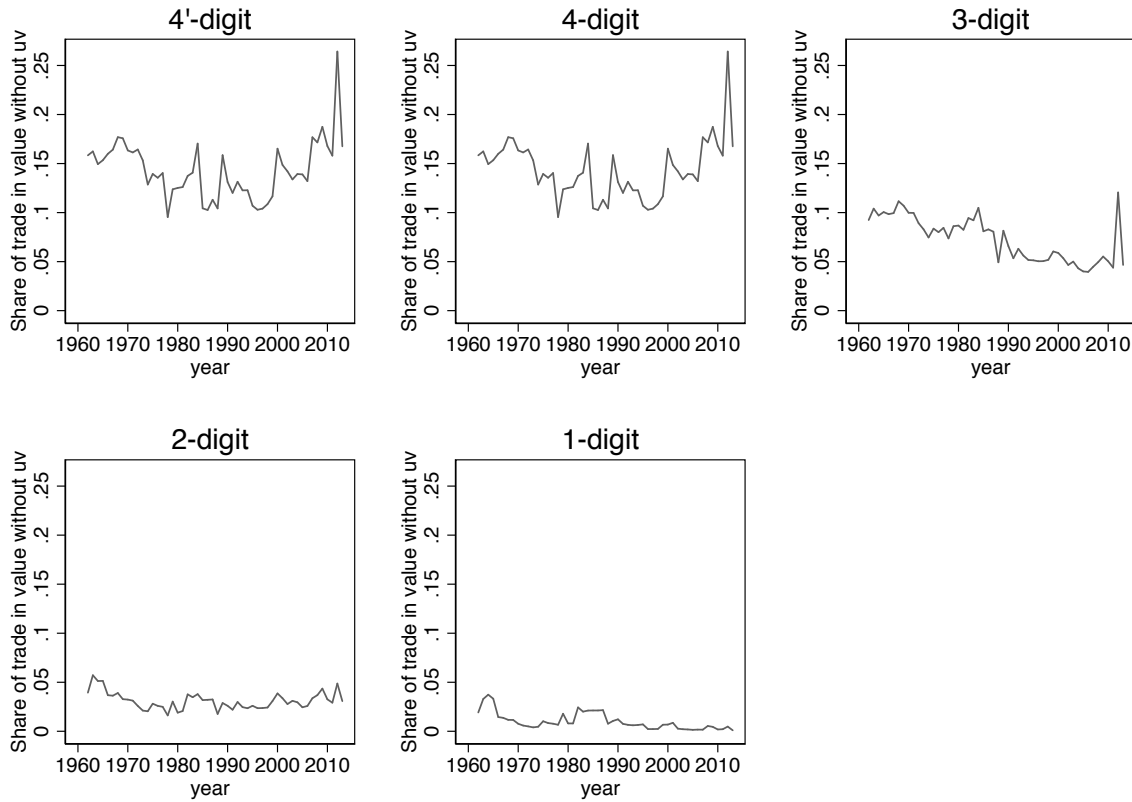 4'-digit
Share of trade in value without uv
0 .05 .1 .15 .2 .25
1960 1970 1980 1990 2000 2010
year
4-digit
Share of trade in value without uv
0 .05 .1 .15 .2 .25
1960 1970 1980 1990 2000 2010
year
3-digit
Share of trade in value without uv
0 .05 .1 .15 .2 .25
1960 1970 1980 1990 2000 2010
year
2-digit
Share of trade in value without uv
0 .05 .1 .15 .2 .25
1960 1970 1980 1990 2000 2010
year
1-digit
Share of trade in value without uv
0 .05 .1 .15 .2 .25
1960 1970 1980 1990 2000 2010
year